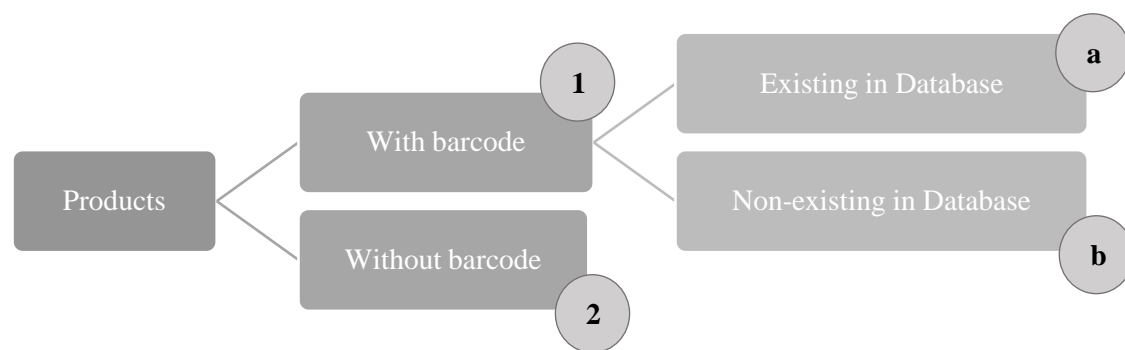 Products
With barcode
1
Without barcode
2
Existing in Database
a
Non-existing in Database
b